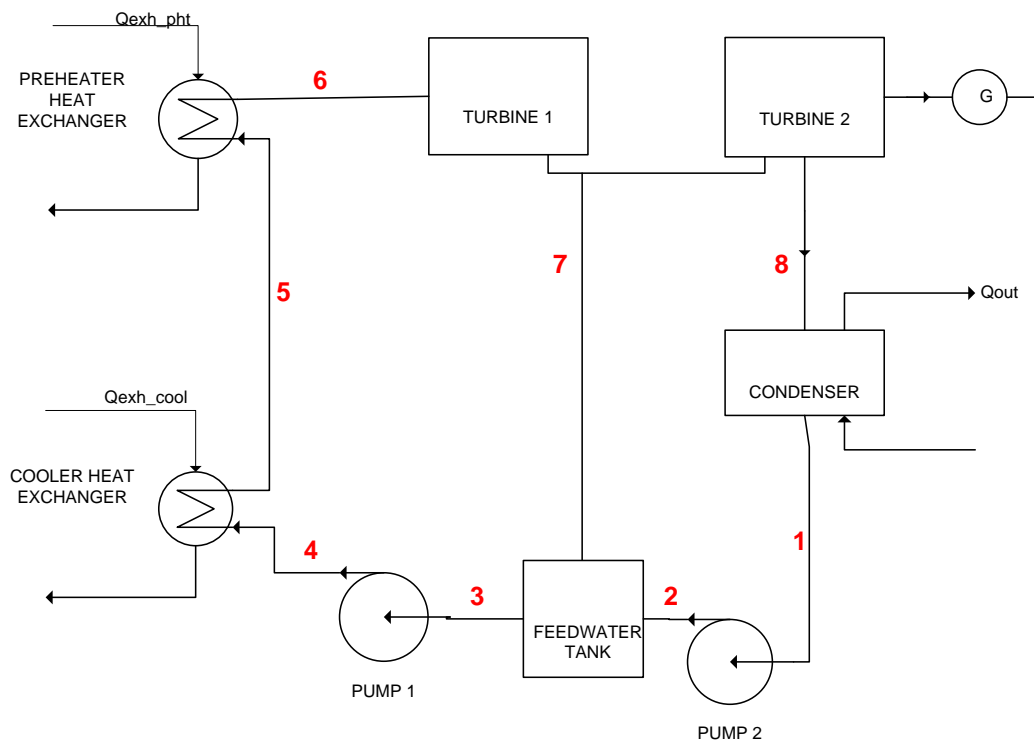 Qexh_pht
PREHEATER
HEAT
EXCHANGER
6
TURBINE 1
TURBINE 2
G
7
8
5
Qout
Qexh_cool
CONDENSER
COOLER HEAT
EXCHANGER
4
3
2
1
FEEDWATER
TANK
PUMP 1
PUMP 2